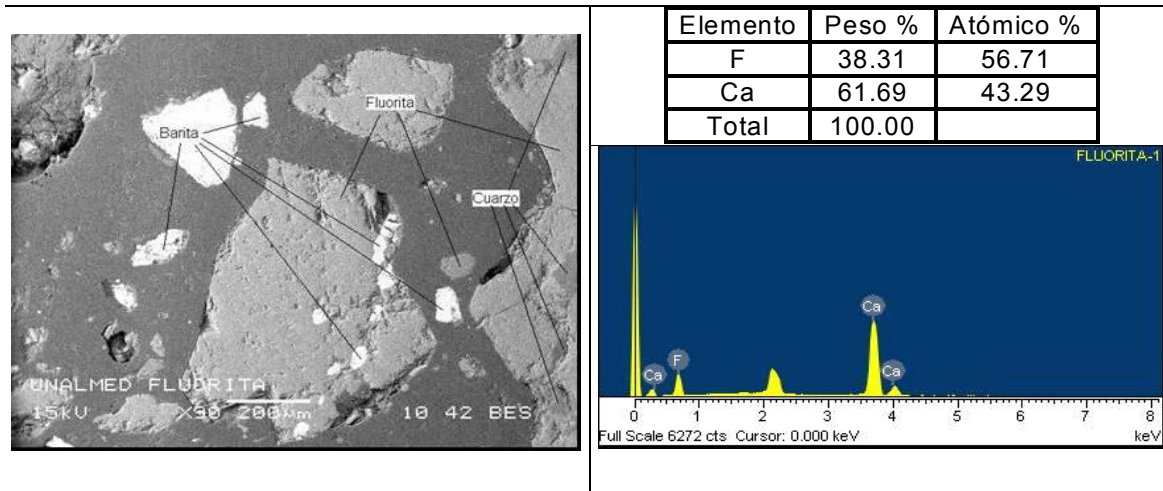 Barita
Fluorita
Cuarzo
UNALMED FLUORITA
15kV X90 200µm 10 42 BES
Elemento Peso % Atómico %
F 38.31 56.71
Ca 61.69 43.29
Total 100.00
FLUORITA-1
Ca
F
Ca
Ca
0 1 2 3 4 5 6 7 8
Full Scale 6272 cts Cursor: 0.000 keV keV